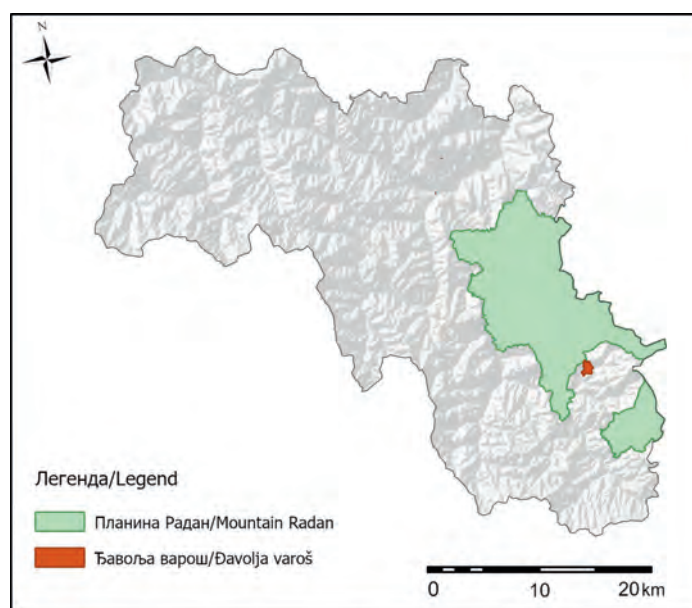 N
Легенда/Legend
Планина Радан/Mountain Radan
Ђавоља варош/Đavolja varoš
0 10 20 km